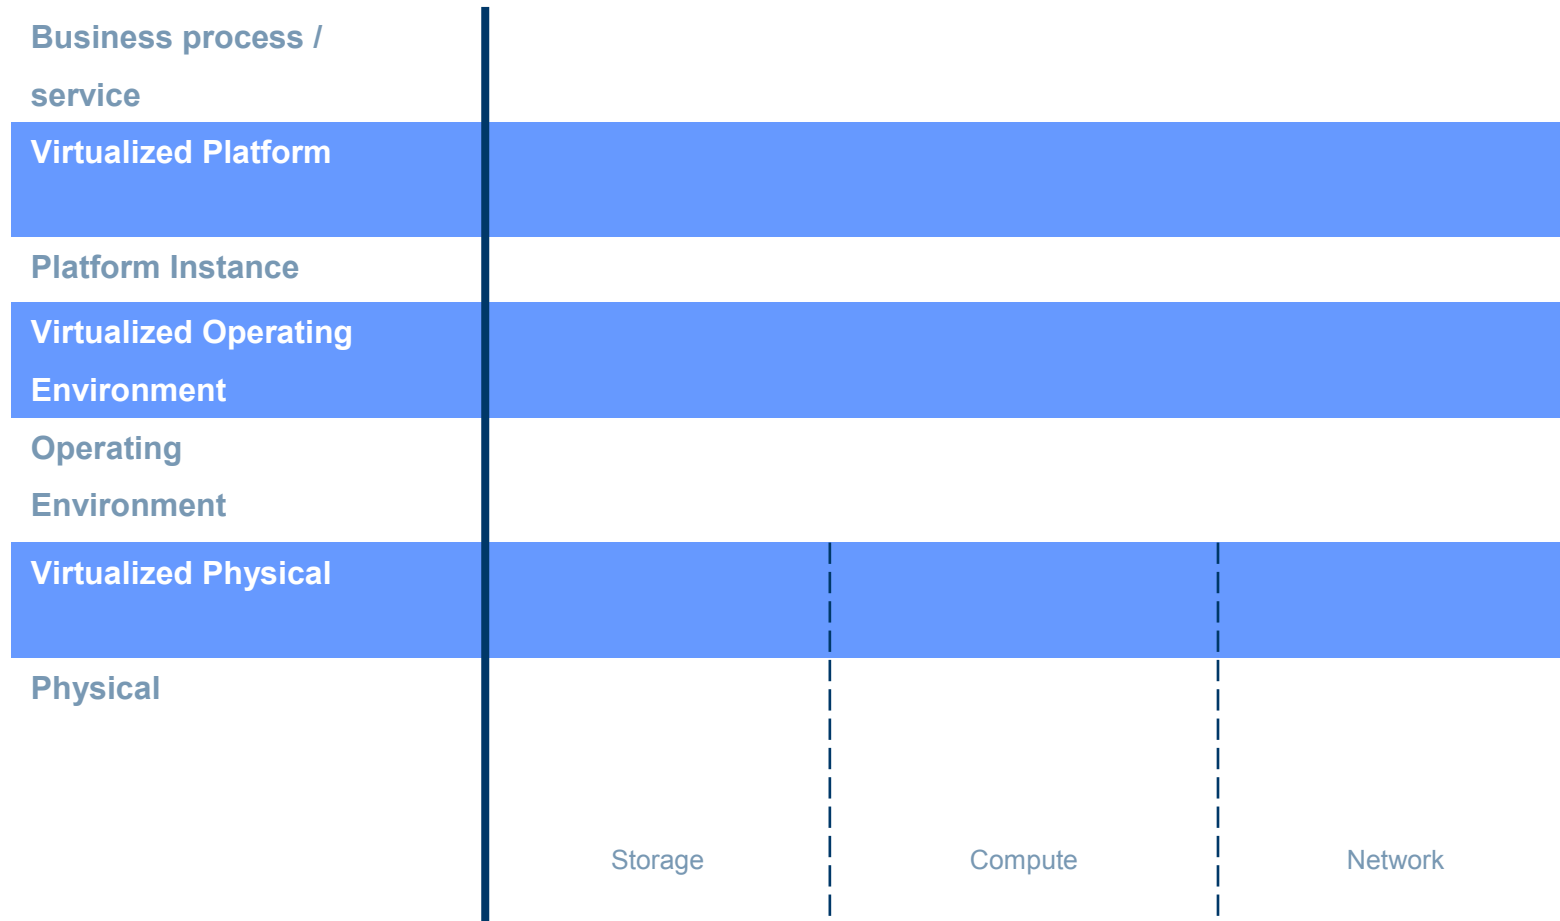 Business process /
service
Virtualized Platform
Platform Instance
Virtualized Operating
Environment
Operating
Environment
Virtualized Physical
Physical
Storage
Compute
Network